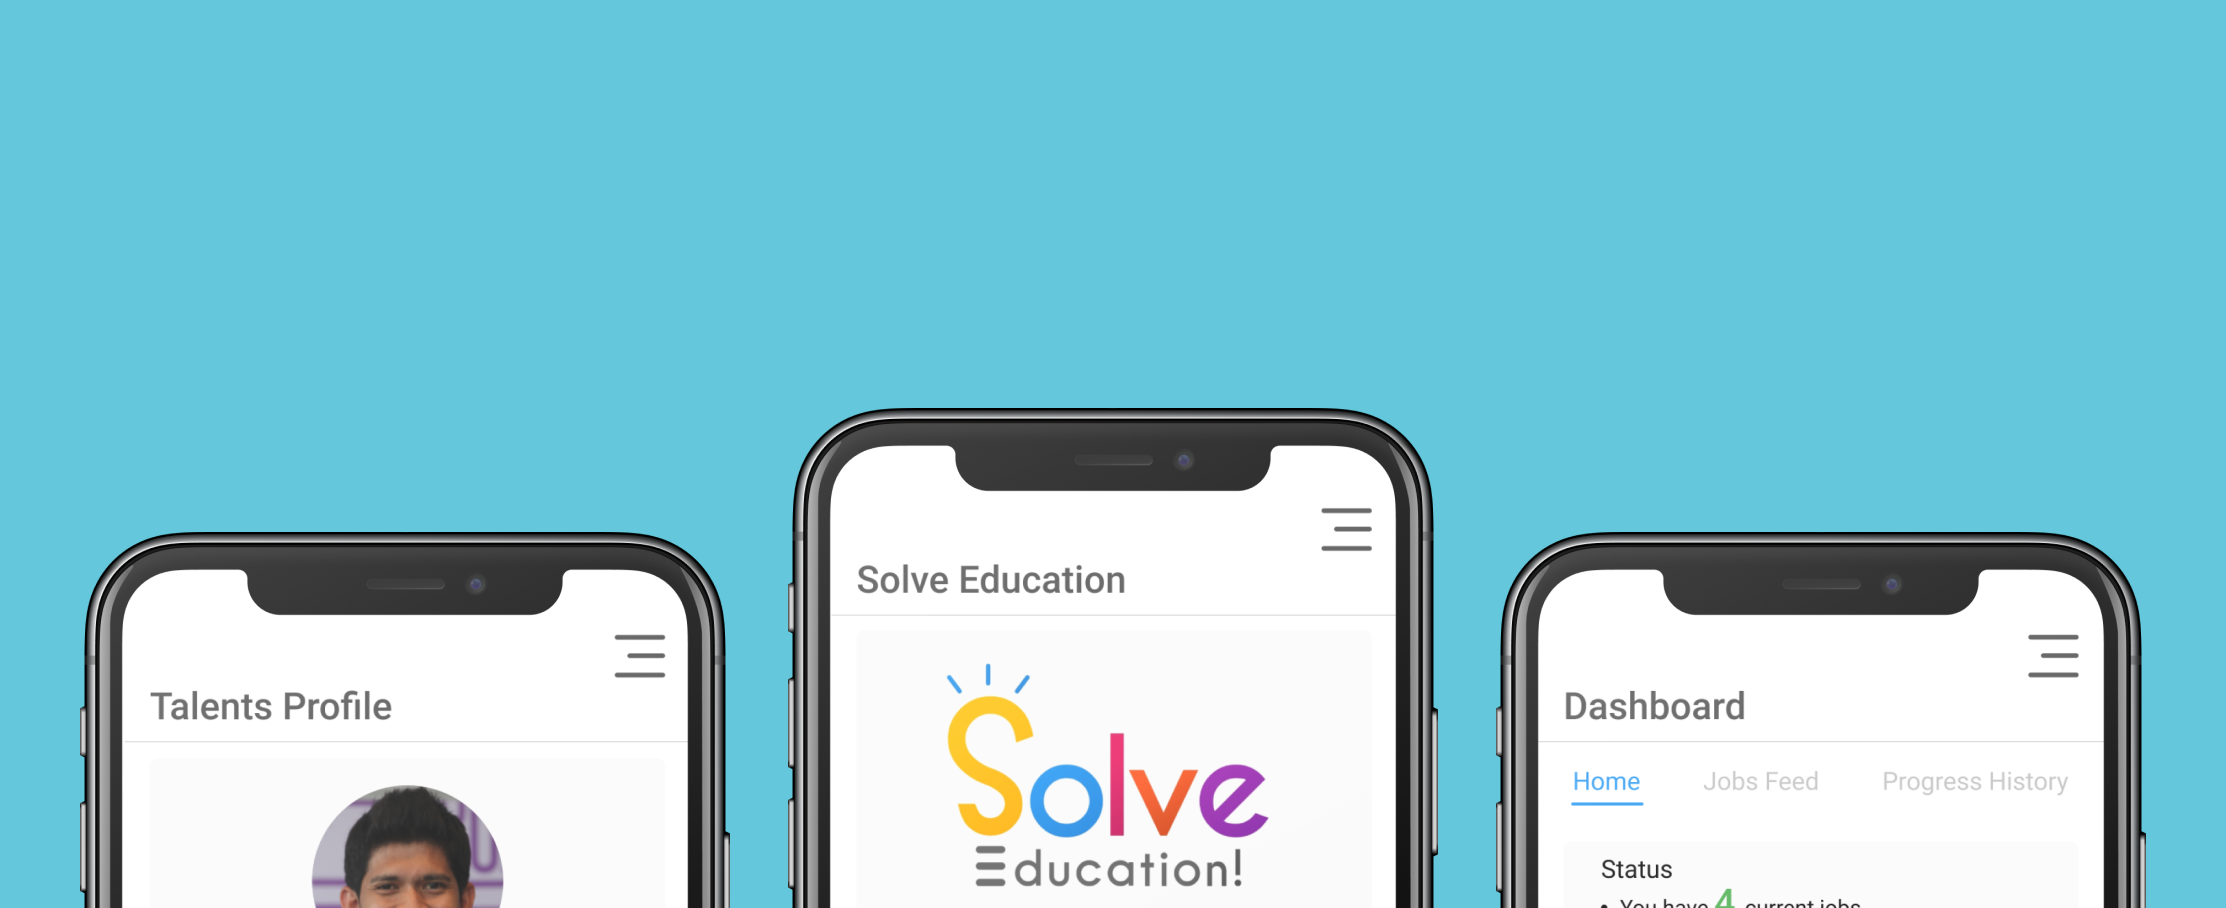 Talents Profile
Solve Education
Solve
Education!
Dashboard
Home Jobs Feed Progress History
Status
• You have 4 current jobs